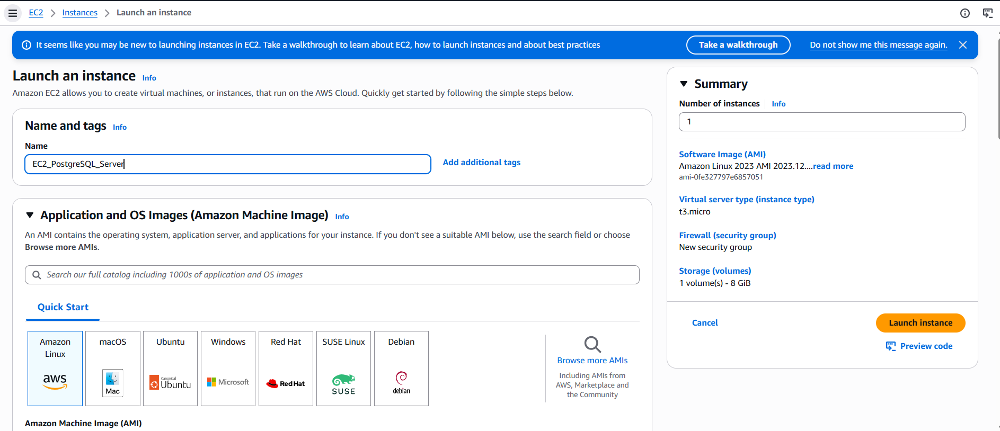 EC2 > Instances > Launch an instance
It seems like you may be new to launching instances in EC2. Take a walkthrough to learn about EC2, how to launch instances and about best practices
Take a walkthrough
Do not show me this message again.
Launch an instance Info
Amazon EC2 allows you to create virtual machines, or instances, that run on the AWS Cloud. Quickly get started by following the simple steps below.
Name and tags Info
Name
EC2_PostgreSQL_Server
Add additional tags
Application and OS Images (Amazon Machine Image) Info
An AMI contains the operating system, application server, and applications for your instance. If you don't see a suitable AMI below, use the search field or choose
Browse more AMIs.
Search our full catalog including 1000s of application and OS images
Quick Start
Amazon
Linux
aws
macOS
Mac
Ubuntu
Canonical
Ubuntu
Windows
Microsoft
Red Hat
Red Hat
SUSE Linux
SUSE
Debian
debian
Browse more AMIs
Including AMIs from
AWS, Marketplace and
the Community
Amazon Machine Image (AMI)
Summary
Number of instances Info
1
Software Image (AMI)
Amazon Linux 2023 AMI 2023.12....read more
ami-0fe327797e6857051
Virtual server type (instance type)
t3.micro
Firewall (security group)
New security group
Storage (volumes)
1 volume(s) - 8 GiB
Cancel
Launch instance
Preview code